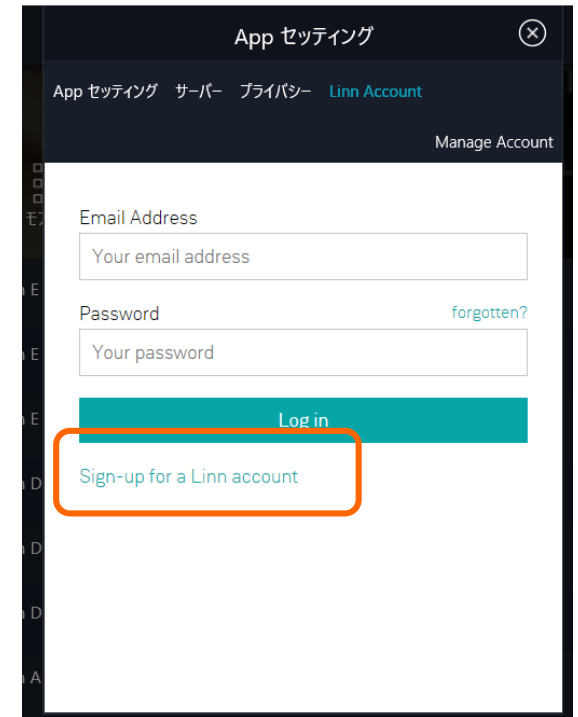 App セッティング
App セッティング サーバー プライバシー Linn Account
Manage Account
Email Address
Your email address
Password forgotten?
Your password
Log in
Sign-up for a Linn account
E
E
E
D
D
D
A